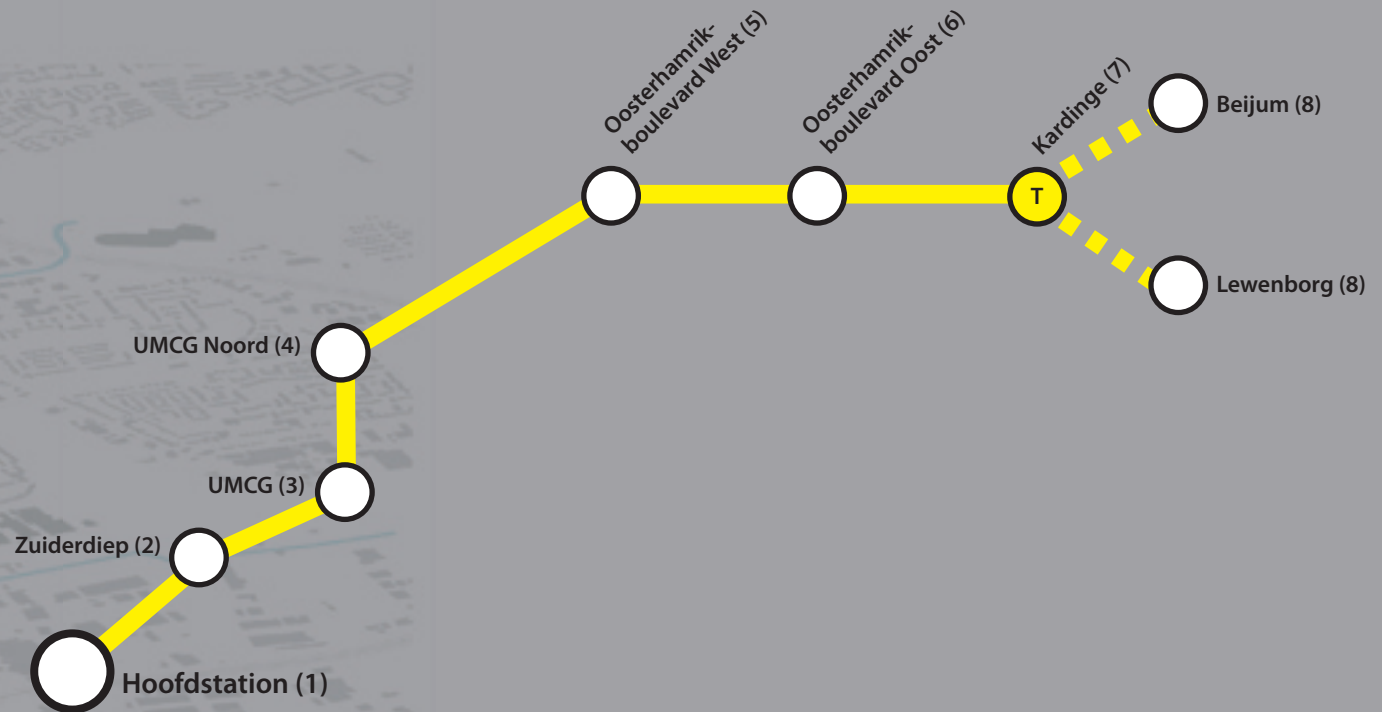 Oosterhamrik-
boulevard West (5)
Oosterhamrik-
boulevard Oost (6)
Kardinge (7)
T
Beijum (8)
Lewenborg (8)
UMCG Noord (4)
UMCG (3)
Zuiderdiep (2)
Hoofdstation (1)